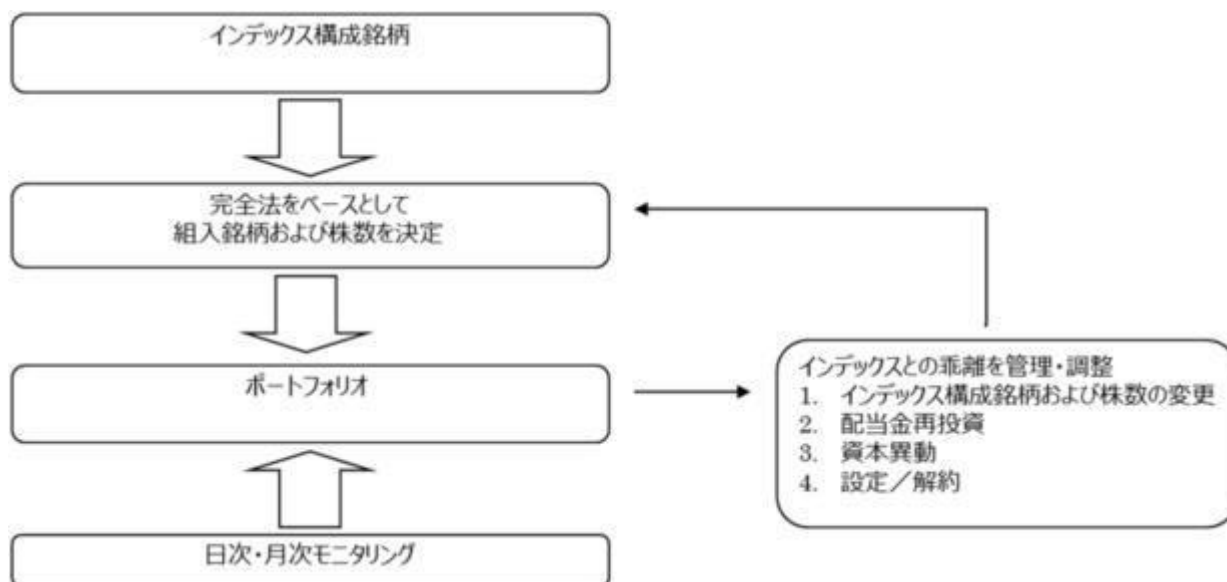 インデックス構成銘柄
完全法をベースとして
組入銘柄および株数を決定
ポートフォリオ
インデックスとの乖離を管理・調整
1. インデックス構成銘柄および株数の変更
2. 配当金再投資
3. 資本異動
4. 設定／解約
日次・月次モニタリング